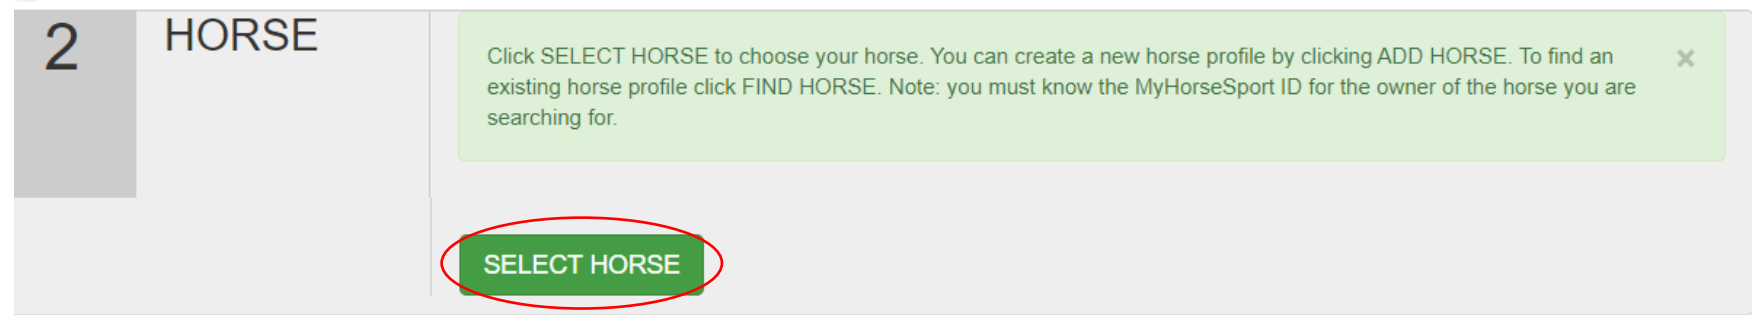 2
HORSE
Click SELECT HORSE to choose your horse. You can create a new horse profile by clicking ADD HORSE. To find an
existing horse profile click FIND HORSE. Note: you must know the MyHorseSport ID for the owner of the horse you are
searching for.
×
SELECT HORSE